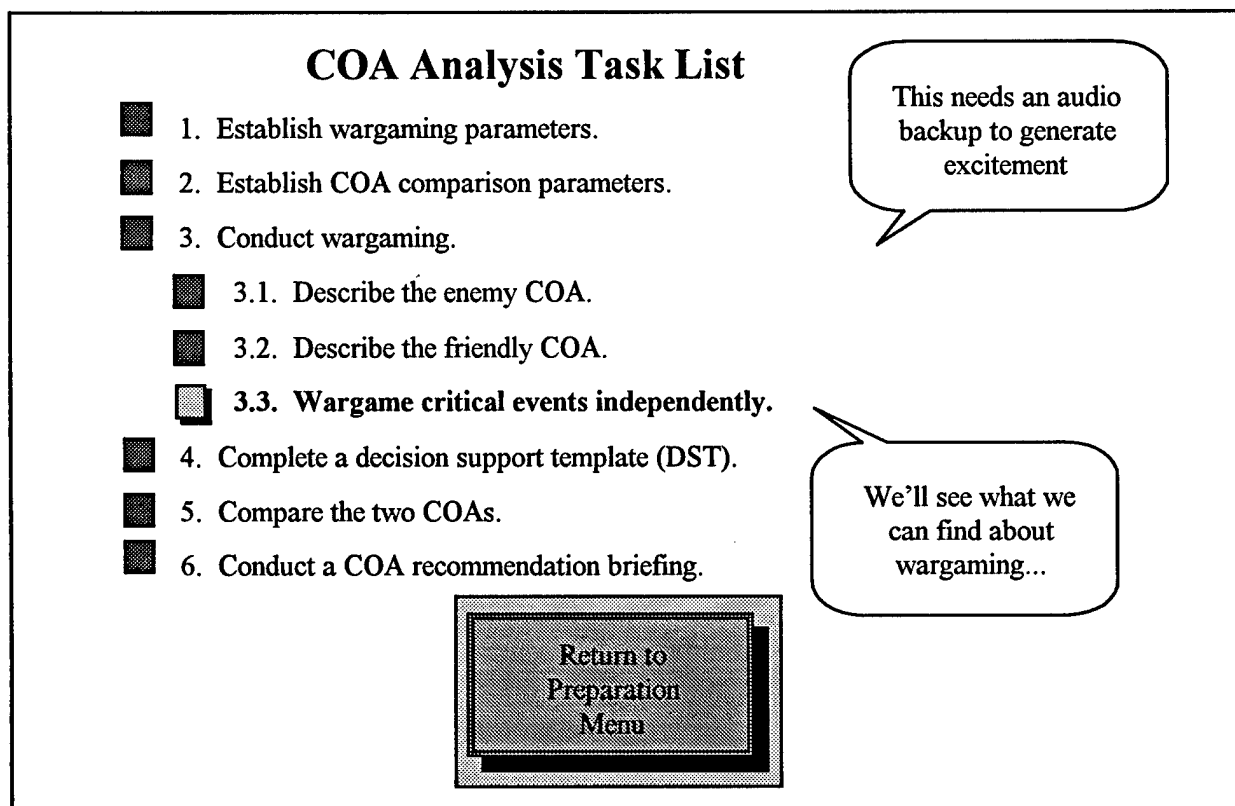 COA Analysis Task List
1. Establish wargaming parameters.
2. Establish COA comparison parameters.
3. Conduct wargaming.
3.1. Describe the enemy COA.
3.2. Describe the friendly COA.
3.3. Wargame critical events independently.
4. Complete a decision support template (DST).
5. Compare the two COAs.
6. Conduct a COA recommendation briefing.
Return to
Preparation
Menu
This needs an audio
backup to generate
excitement
We'll see what we
can find about
wargaming...